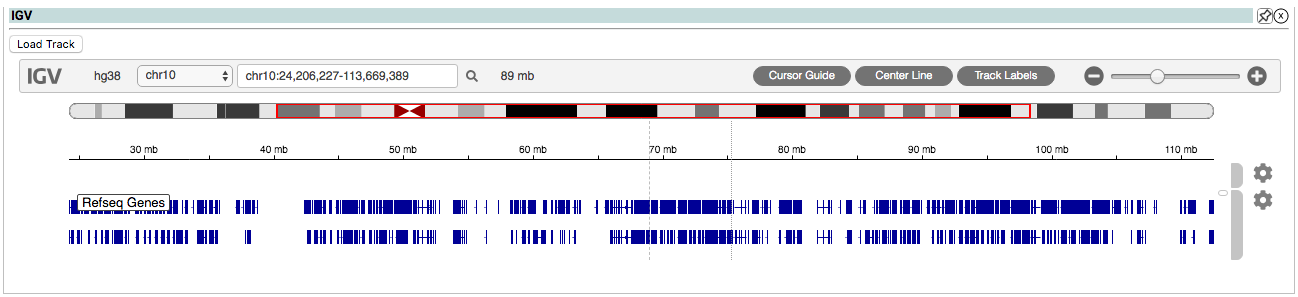 IGV
Load Track
IGV hg38 chr10 chr10:24,206,227-113,669,389 89 mb Cursor Guide Center Line Track Labels
30 mb 40 mb 50 mb 60 mb 70 mb 80 mb 90 mb 100 mb 110 mb
Refseq Genes